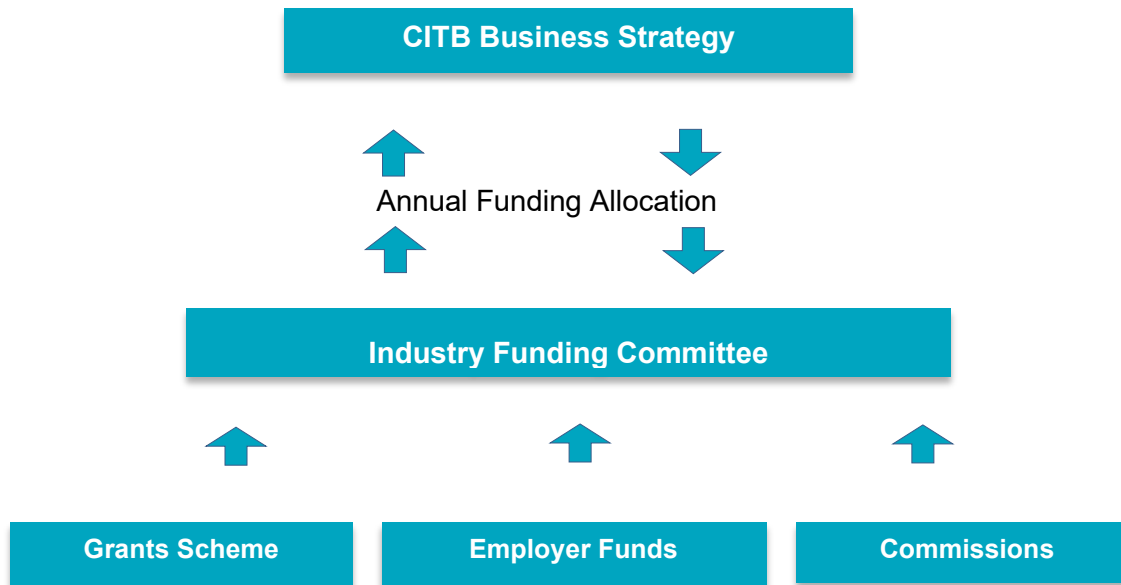 CITB Business Strategy
Annual Funding Allocation
Industry Funding Committee
Grants Scheme
Employer Funds
Commissions